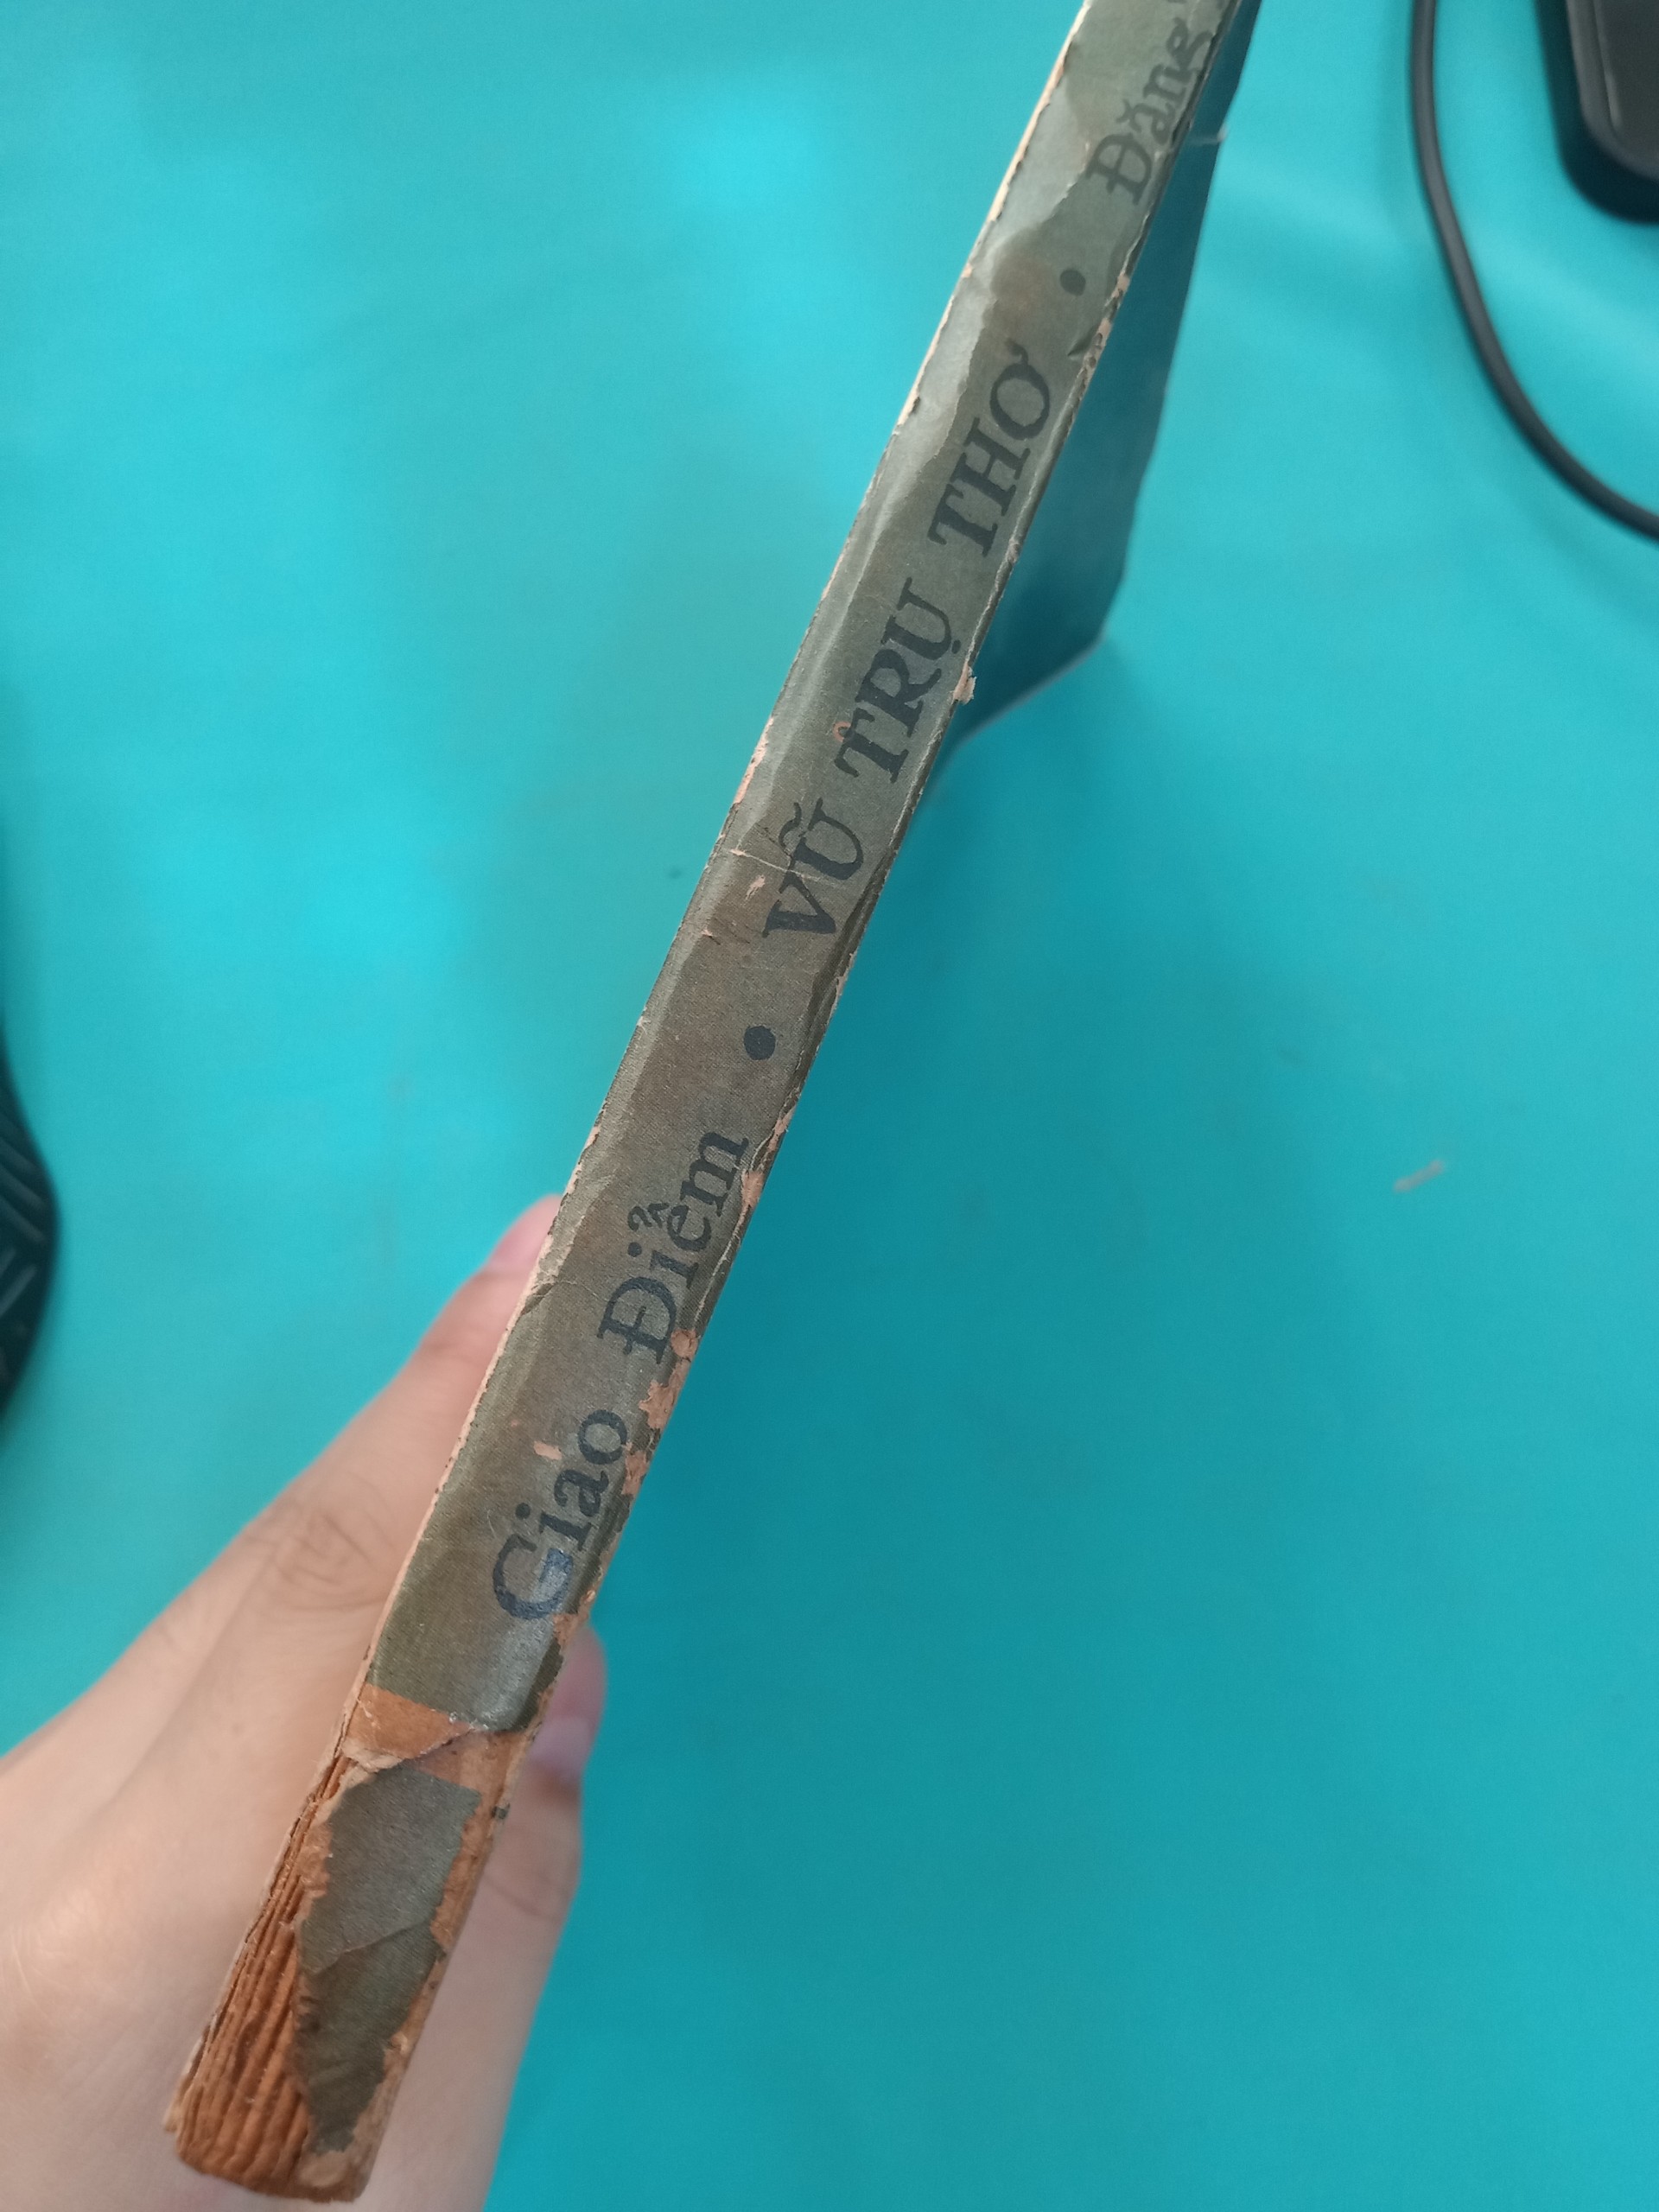 Giao Điểm • VŨ TRỤ THƠ • Đặng